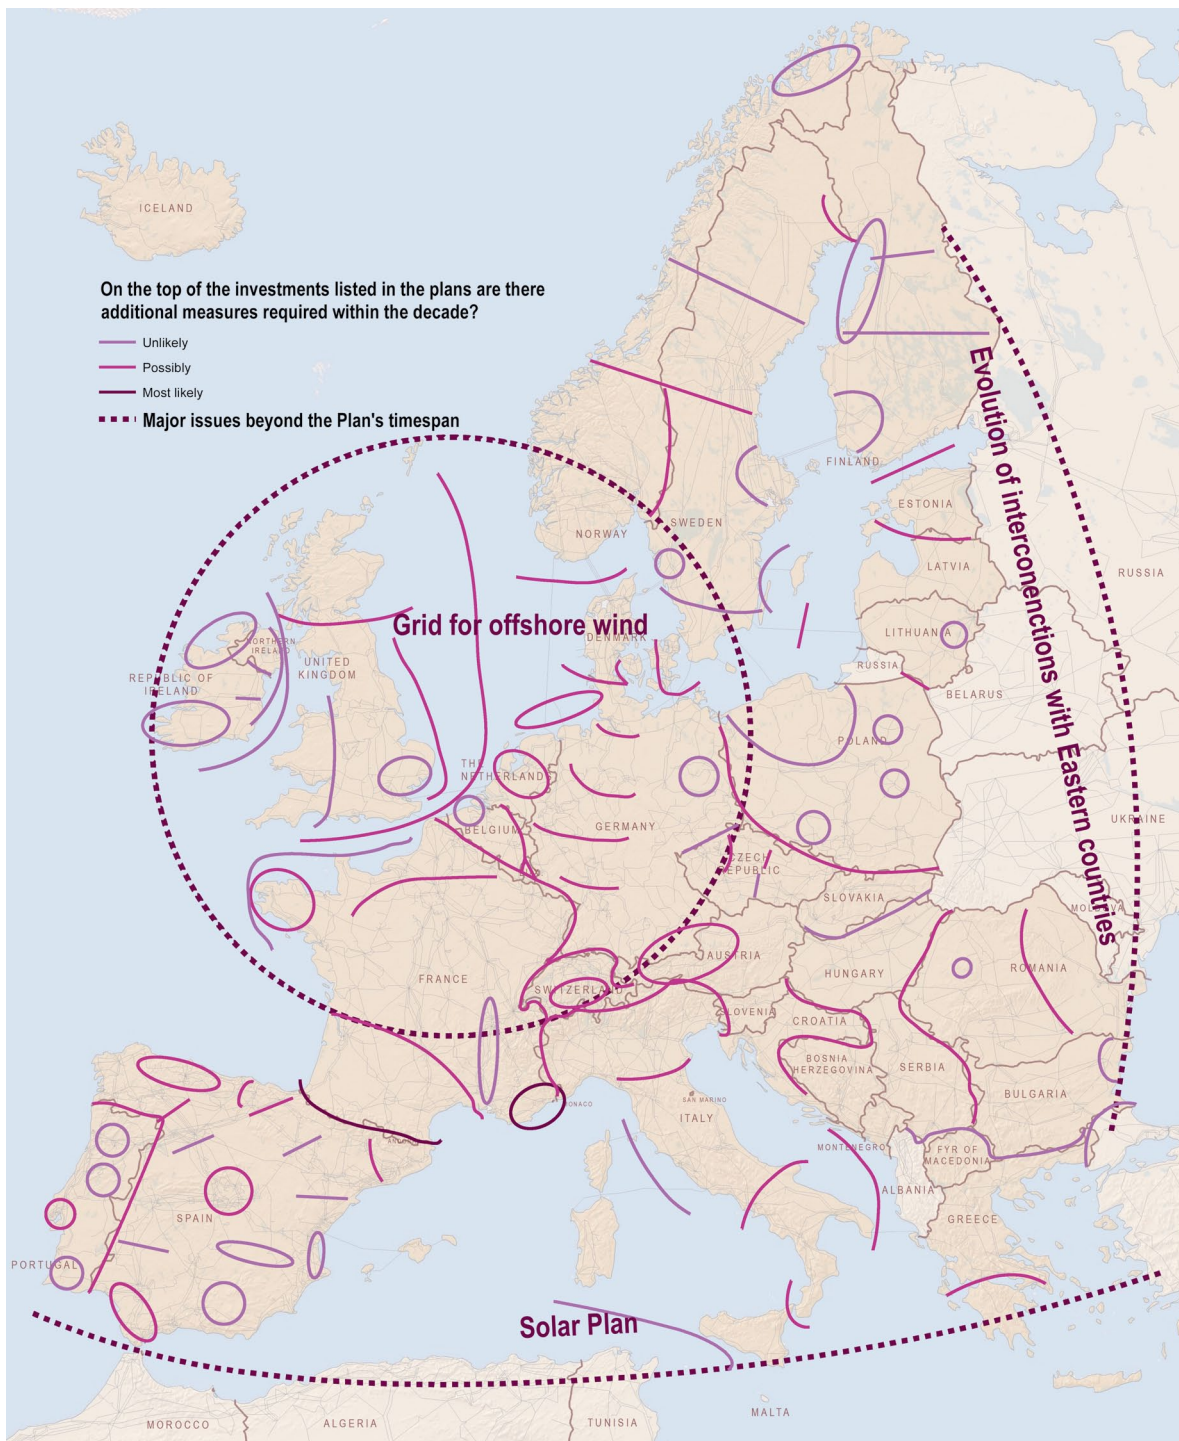 ICELAND
On the top of the investments listed in the plans are there
additional measures required within the decade?
Unlikely
Possibly
Most likely
Major issues beyond the Plan's timespan
FINLAND
ESTONIA
NORWAY
SWEDEN
LATVIA
RUSSIA
Evolution of interconenctions with Eastern countries
Grid for offshore wind
DENMARK
LITHUANIA
NORTHERN
IRELAND
UNITED
KINGDOM
REPUBLIC OF
IRELAND
RUSSIA
BELARUS
POLAND
THE
NETHERLANDS
BELGIUM
GERMANY
UKRAINE
CZECH
REPUBLIC
SLOVAKIA
MOLDOVA
AUSTRIA
FRANCE
SWITZERLAND
HUNGARY
ROMANIA
SLOVENIA
CROATIA
BOSNIA
HERZEGOVINA
SERBIA
BULGARIA
SAN MARINO
MONACO
ITALY
ANDORRA
MONTENEGRO
FYR OF
MACEDONIA
ALBANIA
SPAIN
GREECE
PORTUGAL
Solar Plan
MALTA
MOROCCO
ALGERIA
TUNISIA